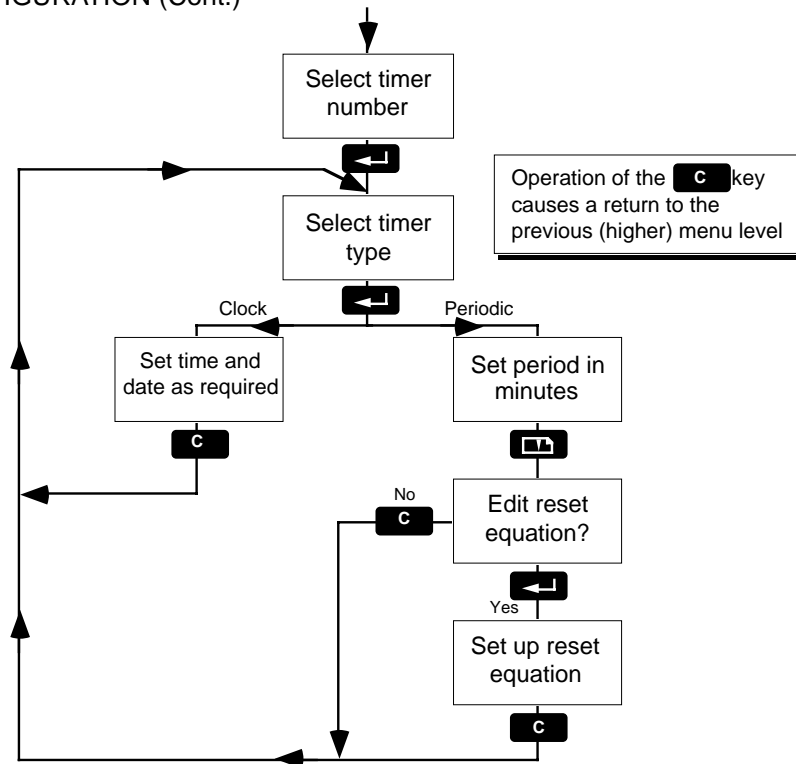 IGURATION (Cont.)
Select timer
number
Operation of the C key
causes a return to the
previous (higher) menu level
Select timer
type
Clock
Periodic
Set time and
date as required
C
Set period in
minutes
No
C
Edit reset
equation?
Yes
Set up reset
equation
C